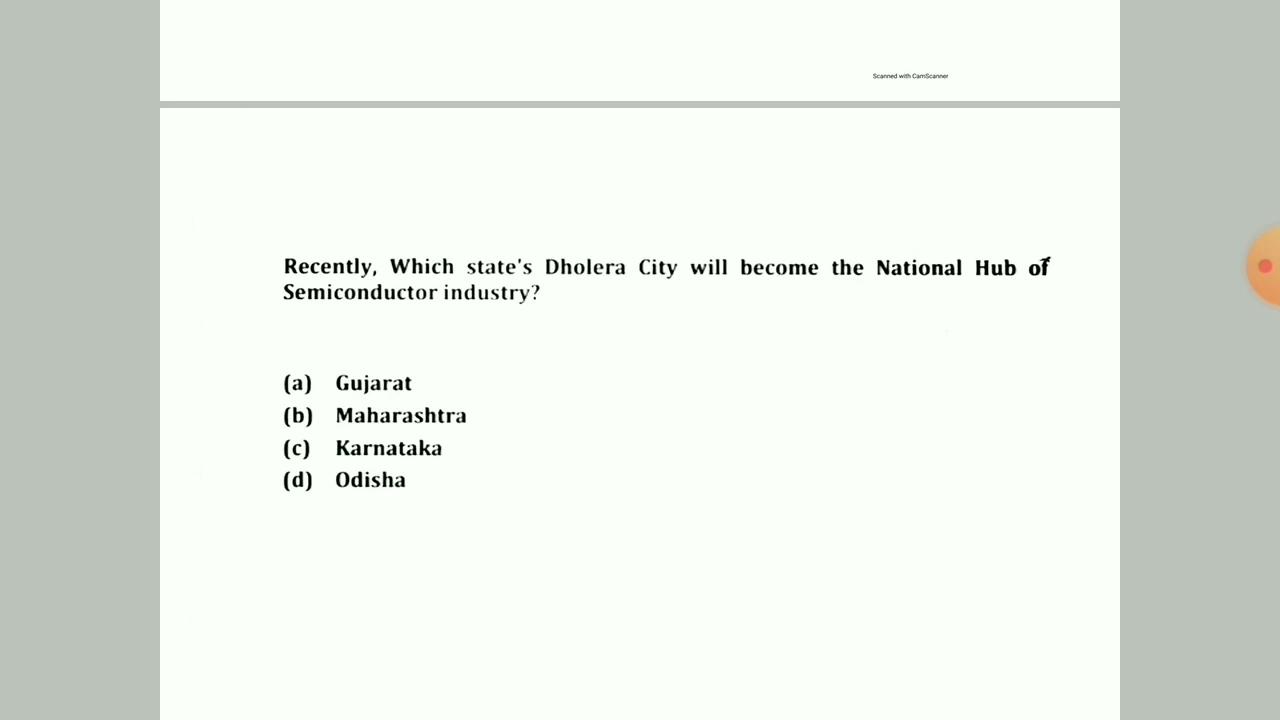 Scanned with CamScanner
Recently, Which state's Dholera City will become the National Hub of
Semiconductor industry?
(a) Gujarat
(b) Maharashtra
(c) Karnataka
(d) Odisha